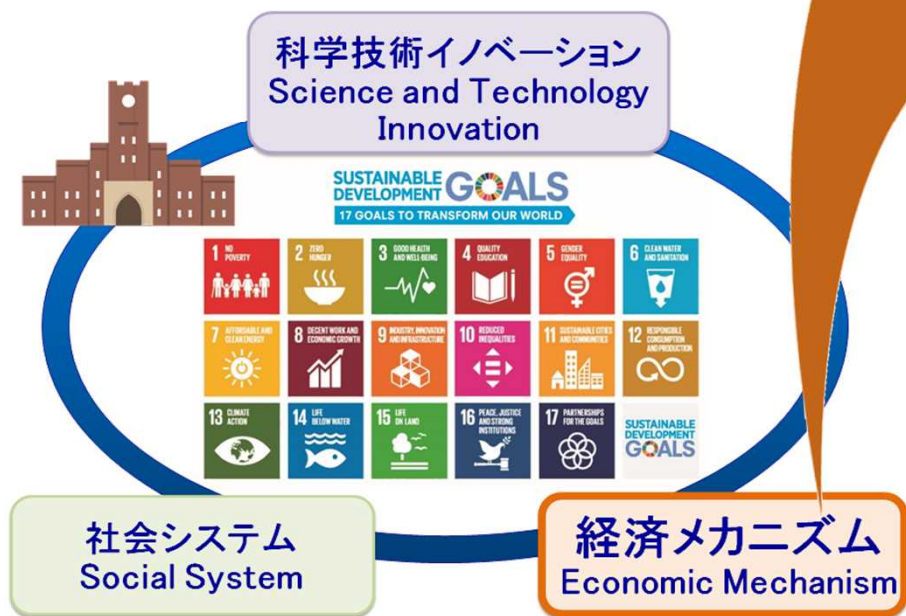 科学技術イノベーション
Science and Technology
Innovation
SUSTAINABLE
DEVELOPMENT GOALS
17 GOALS TO TRANSFORM OUR WORLD
1 NO
POVERTY
2 ZERO
HUNGER
3 GOOD HEALTH
AND WELL-BEING
4 QUALITY
EDUCATION
5 GENDER
EQUALITY
6 CLEAN WATER
AND SANITATION
7 AFFORDABLE AND
CLEAN ENERGY
8 DECENT WORK AND
ECONOMIC GROWTH
9 INDUSTRY, INNOVATION
AND INFRASTRUCTURE
10 REDUCED
INEQUALITIES
11 SUSTAINABLE CITIES
AND COMMUNITIES
12 RESPONSIBLE
CONSUMPTION
AND PRODUCTION
13 CLIMATE
ACTION
14 LIFE
BELOW WATER
15 LIFE
ON LAND
16 PEACE, JUSTICE
AND STRONG
INSTITUTIONS
17 PARTNERSHIPS
FOR THE GOALS
SUSTAINABLE
DEVELOPMENT
GOALS
社会システム
Social System
経済メカニズム
Economic Mechanism